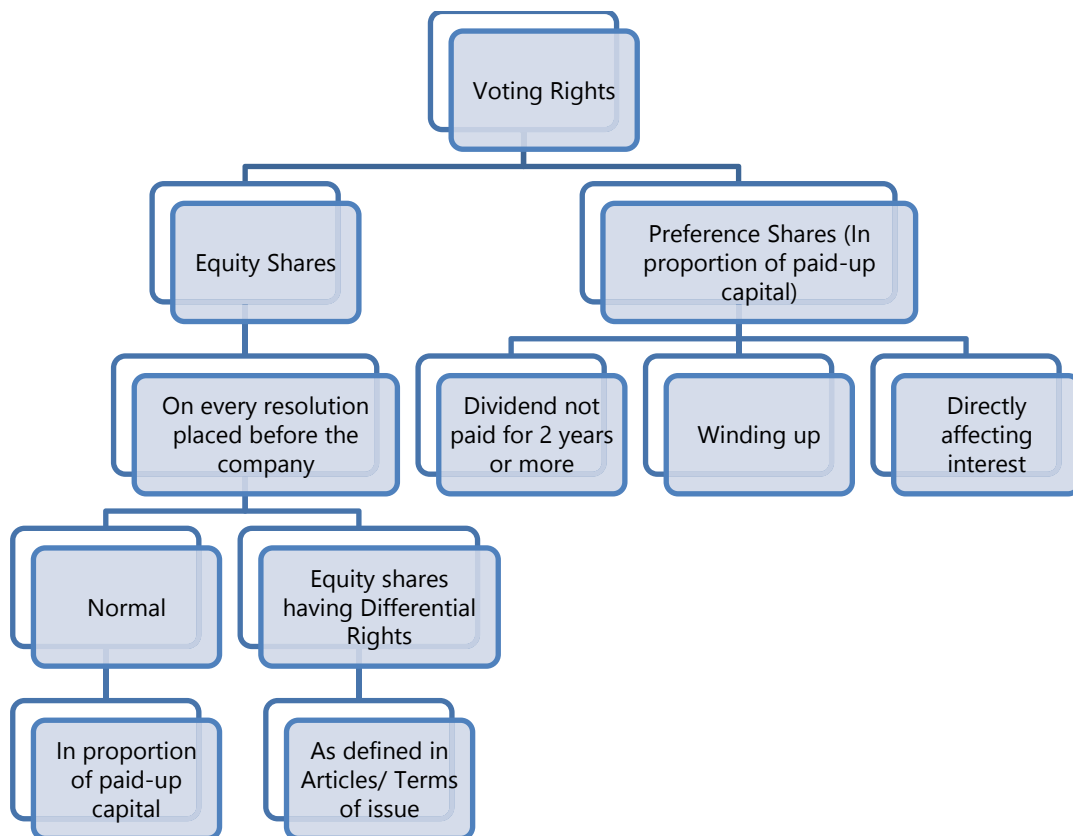 Voting Rights
Equity Shares
Preference Shares (In
proportion of paid-up
capital)
On every resolution
placed before the
company
Dividend not
paid for 2 years
or more
Winding up
Directly
affecting
interest
Normal
Equity shares
having Differential
Rights
In proportion
of paid-up
capital
As defined in
Articles/ Terms
of issue